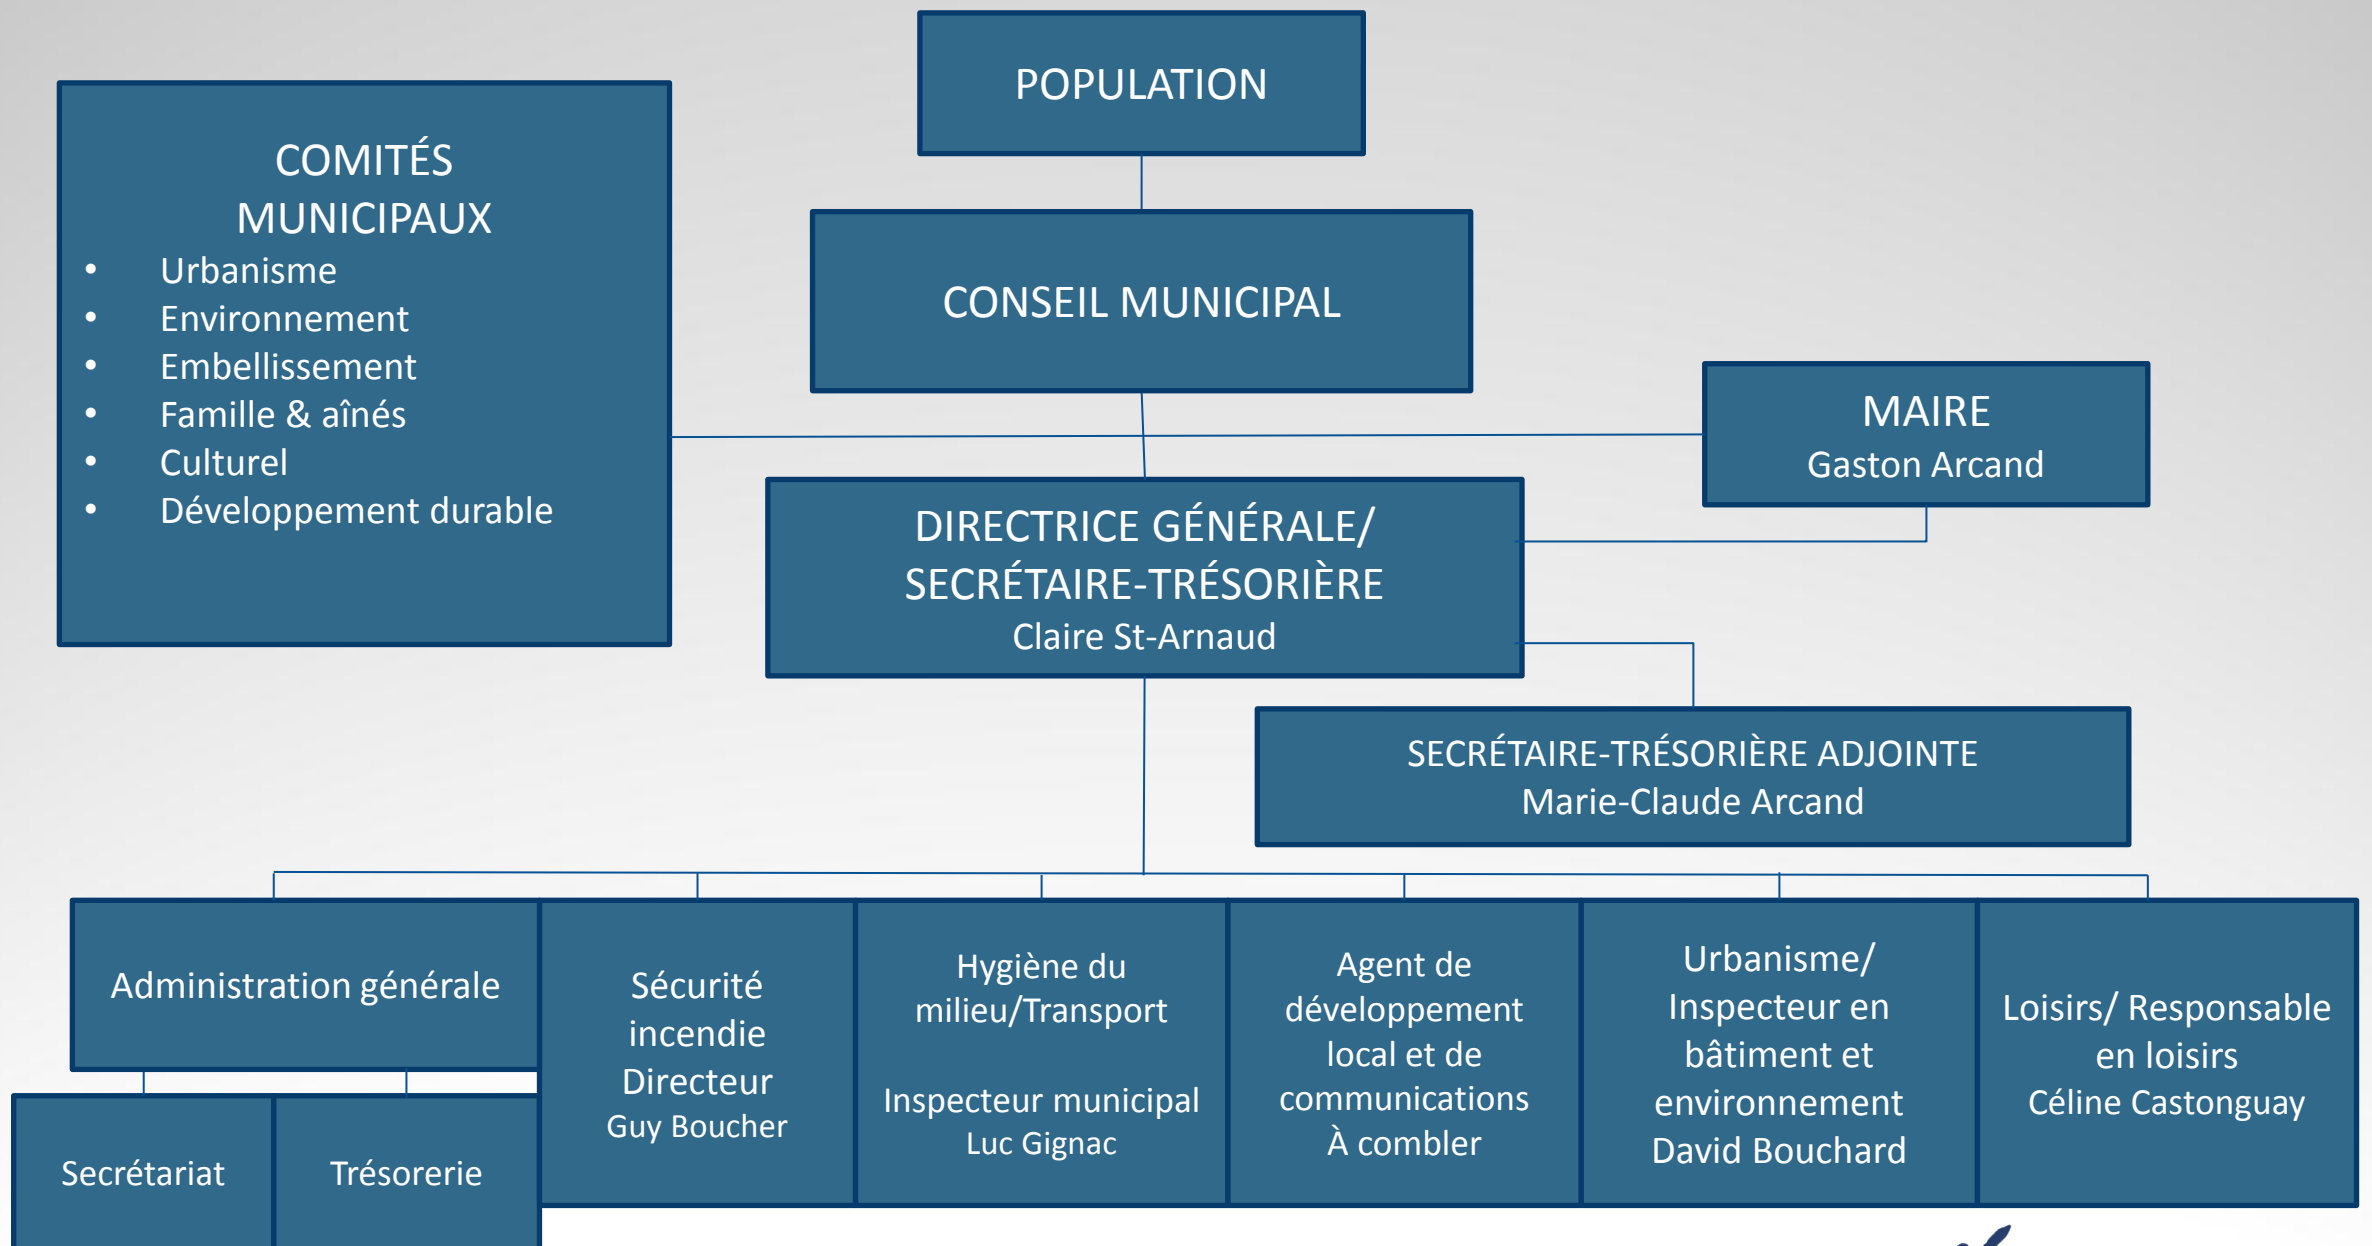 POPULATION
COMITÉS
MUNICIPAUX
• Urbanisme
• Environnement
• Embellissement
• Famille & aînés
• Culturel
• Développement durable
CONSEIL MUNICIPAL
MAIRE
Gaston Arcand
DIRECTRICE GÉNÉRALE/
SECRÉTAIRE-TRÉSORIÈRE
Claire St-Arnaud
SECRÉTAIRE-TRÉSORIÈRE ADJOINTE
Marie-Claude Arcand
Administration générale
Secrétariat
Trésorerie
Sécurité
incendie
Directeur
Guy Boucher
Hygiène du
milieu/Transport
Inspecteur municipal
Luc Gignac
Agent de
développement
local et de
communications
À combler
Urbanisme/
Inspecteur en
bâtiment et
environnement
David Bouchard
Loisirs/ Responsable
en loisirs
Céline Castonguay